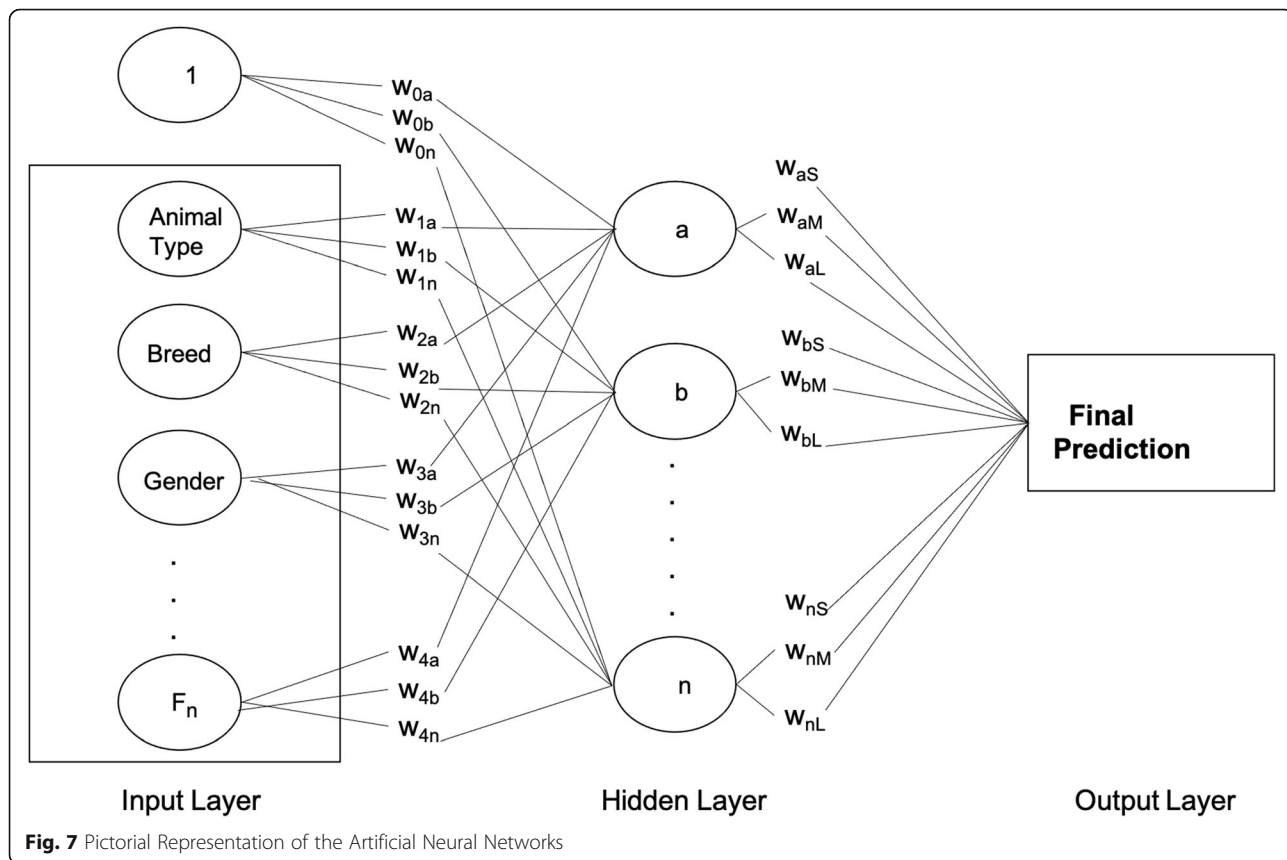 1
w0a
w0b
w0n
Animal
Type
w1a
w1b
w1n
Breed
w2a
w2b
w2n
Gender
w3a
w3b
w3n
.
.
.
Fn
w4a
w4b
w4n
Input Layer
a
b
.
.
.
.
.
n
Hidden Layer
waS
waM
waL
wbS
wbM
wbL
wnS
wnM
wnL
Final
Prediction
Output Layer
Fig. 7 Pictorial Representation of the Artificial Neural Networks